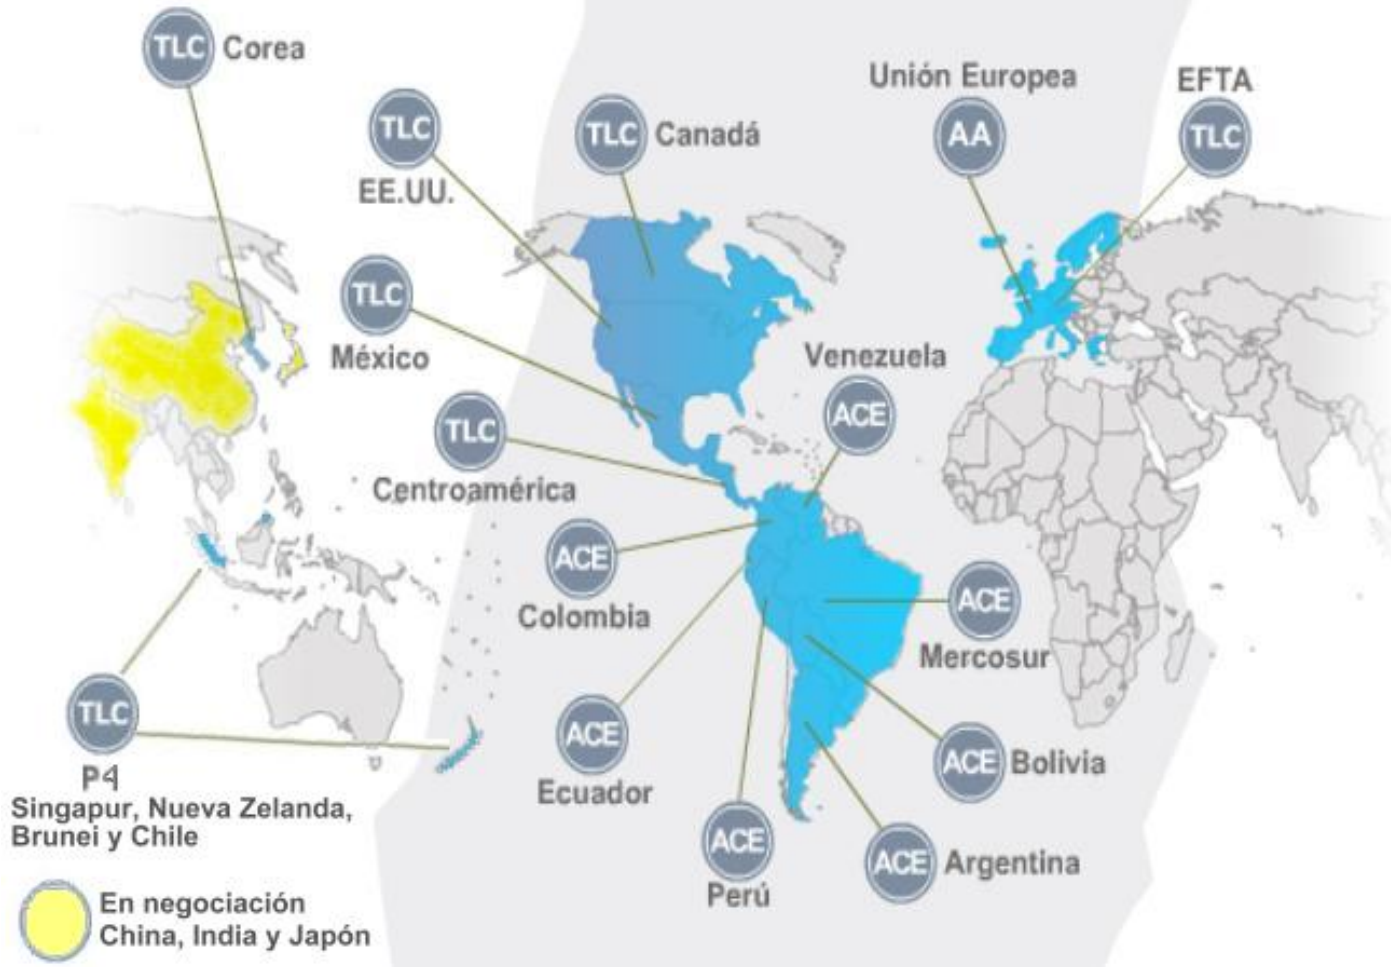 TLC Corea
TLC
EE.UU.
TLC Canadá
Unión Europea
AA
EFTA
TLC
TLC
México
Venezuela
ACE
TLC
Centroamérica
ACE
Colombia
ACE
Mercosur
ACE
Ecuador
ACE Bolivia
ACE
Perú
ACE Argentina
TLC
P4
Singapur, Nueva Zelanda,
Brunei y Chile
En negociación
China, India y Japón